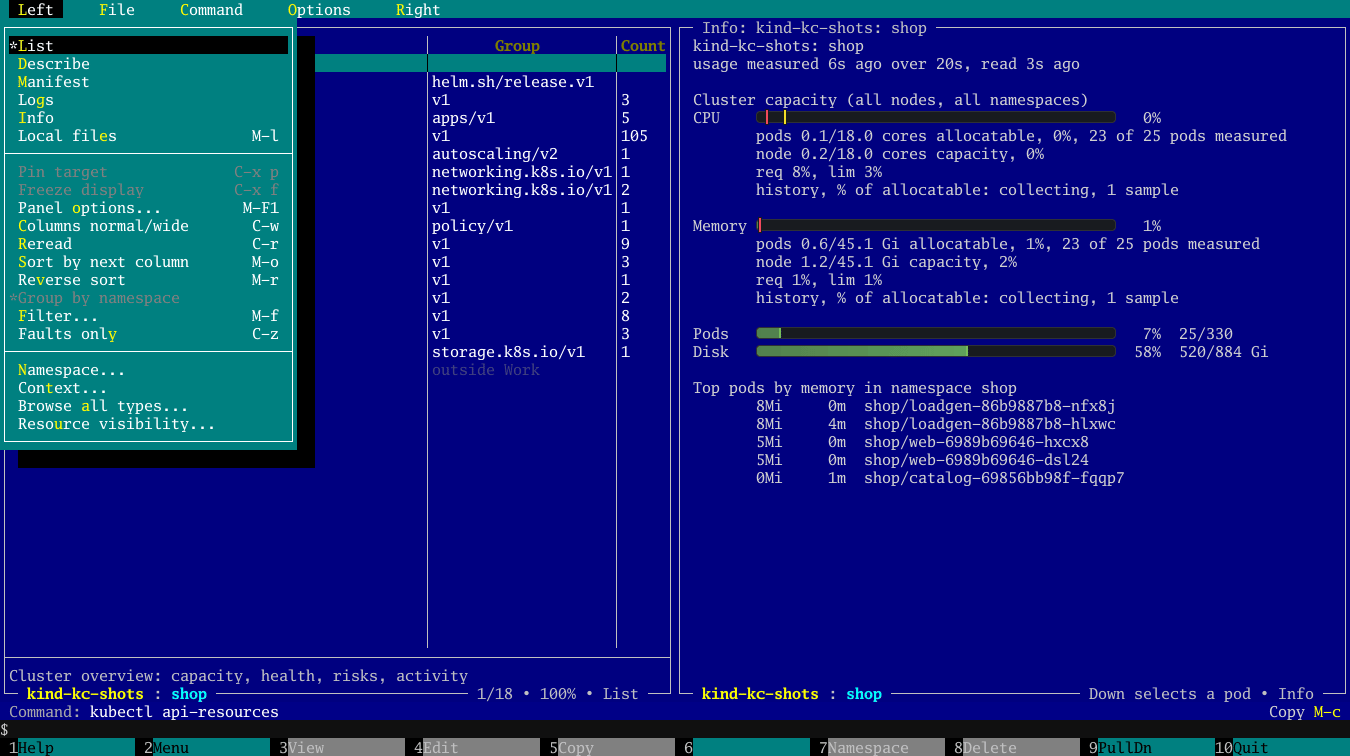 Left File Command Options Right
*List
Describe
Manifest
Logs
Info
Local files M-l
Pin target C-x p
Freeze display C-x f
Panel options... M-F1
Columns normal/wide C-w
Reread C-r
Sort by next column M-o
Reverse sort M-r
*Group by namespace
Filter... M-f
Faults only C-z
Namespace...
Context...
Browse all types...
Resource visibility...
Group Count
helm.sh/release.v1
v1 3
apps/v1 5
v1 105
autoscaling/v2 1
networking.k8s.io/v1 1
networking.k8s.io/v1 2
v1 1
policy/v1 1
v1 9
v1 3
v1 1
v1 2
v1 8
v1 3
storage.k8s.io/v1 1
outside Work
Cluster overview: capacity, health, risks, activity
kind-kc-shots : shop 1/18 • 100% • List
Info: kind-kc-shots: shop
kind-kc-shots: shop
usage measured 6s ago over 20s, read 3s ago
Cluster capacity (all nodes, all namespaces)
CPU 0%
pods 0.1/18.0 cores allocatable, 0%, 23 of 25 pods measured
node 0.2/18.0 cores capacity, 0%
req 8%, lim 3%
history, % of allocatable: collecting, 1 sample
Memory 1%
pods 0.6/45.1 Gi allocatable, 1%, 23 of 25 pods measured
node 1.2/45.1 Gi capacity, 2%
req 1%, lim 1%
history, % of allocatable: collecting, 1 sample
Pods 7% 25/330
Disk 58% 520/884 Gi
Top pods by memory in namespace shop
8Mi 0m shop/loadgen-86b9887b8-nfx8j
8Mi 4m shop/loadgen-86b9887b8-hlxwc
5Mi 0m shop/web-6989b69646-hxcx8
5Mi 0m shop/web-6989b69646-dsl24
0Mi 1m shop/catalog-69856bb98f-fqqp7
kind-kc-shots : shop Down selects a pod • Info
Command: kubectl api-resources Copy M-c
$
1Help 2Menu 3View 4Edit 5Copy 6 7Namespace 8Delete 9PullDn 10Quit